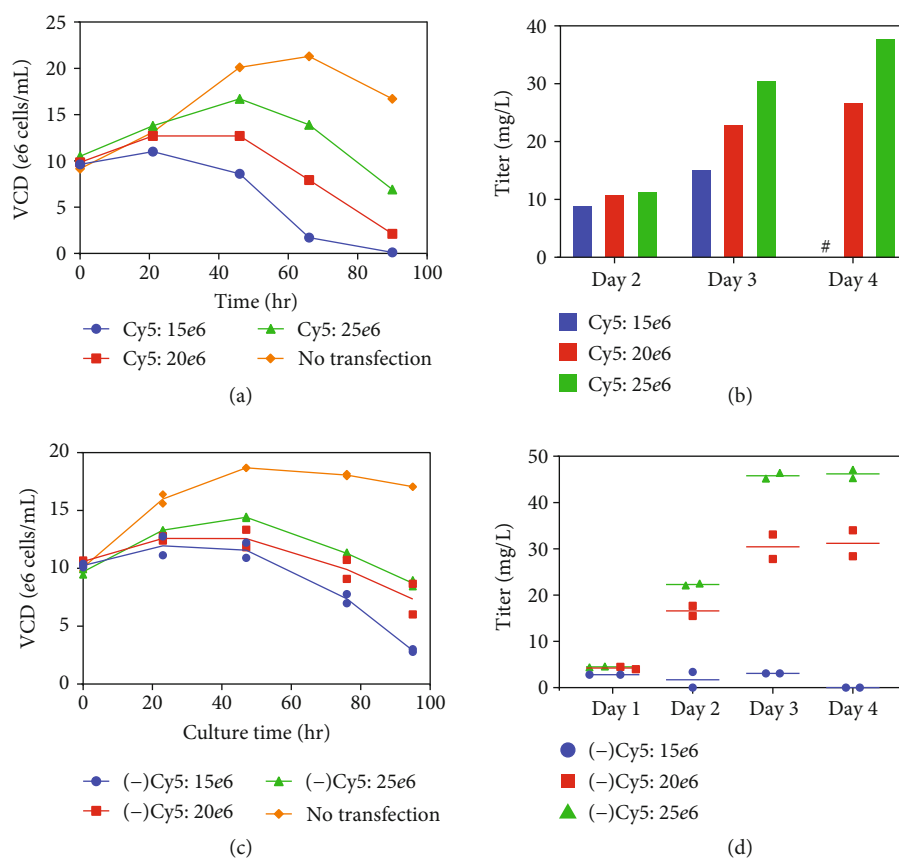 25
20
15
10
5
0
VCD (e6 cells/mL)
0 20 40 60 80 100
Time (hr)
Cy5: 15e6
Cy5: 20e6
Cy5: 25e6
No transfection
(a)
40
30
20
10
0
Titer (mg/L)
#
Day 2 Day 3 Day 4
Cy5: 15e6
Cy5: 20e6
Cy5: 25e6
(b)
20
15
10
5
0
VCD (e6 cells/mL)
0 20 40 60 80 100
Culture time (hr)
(−)Cy5: 15e6
(−)Cy5: 20e6
(−)Cy5: 25e6
No transfection
(c)
50
40
30
20
10
0
Titer (mg/L)
Day 1 Day 2 Day 3 Day 4
(−)Cy5: 15e6
(−)Cy5: 20e6
(−)Cy5: 25e6
(d)